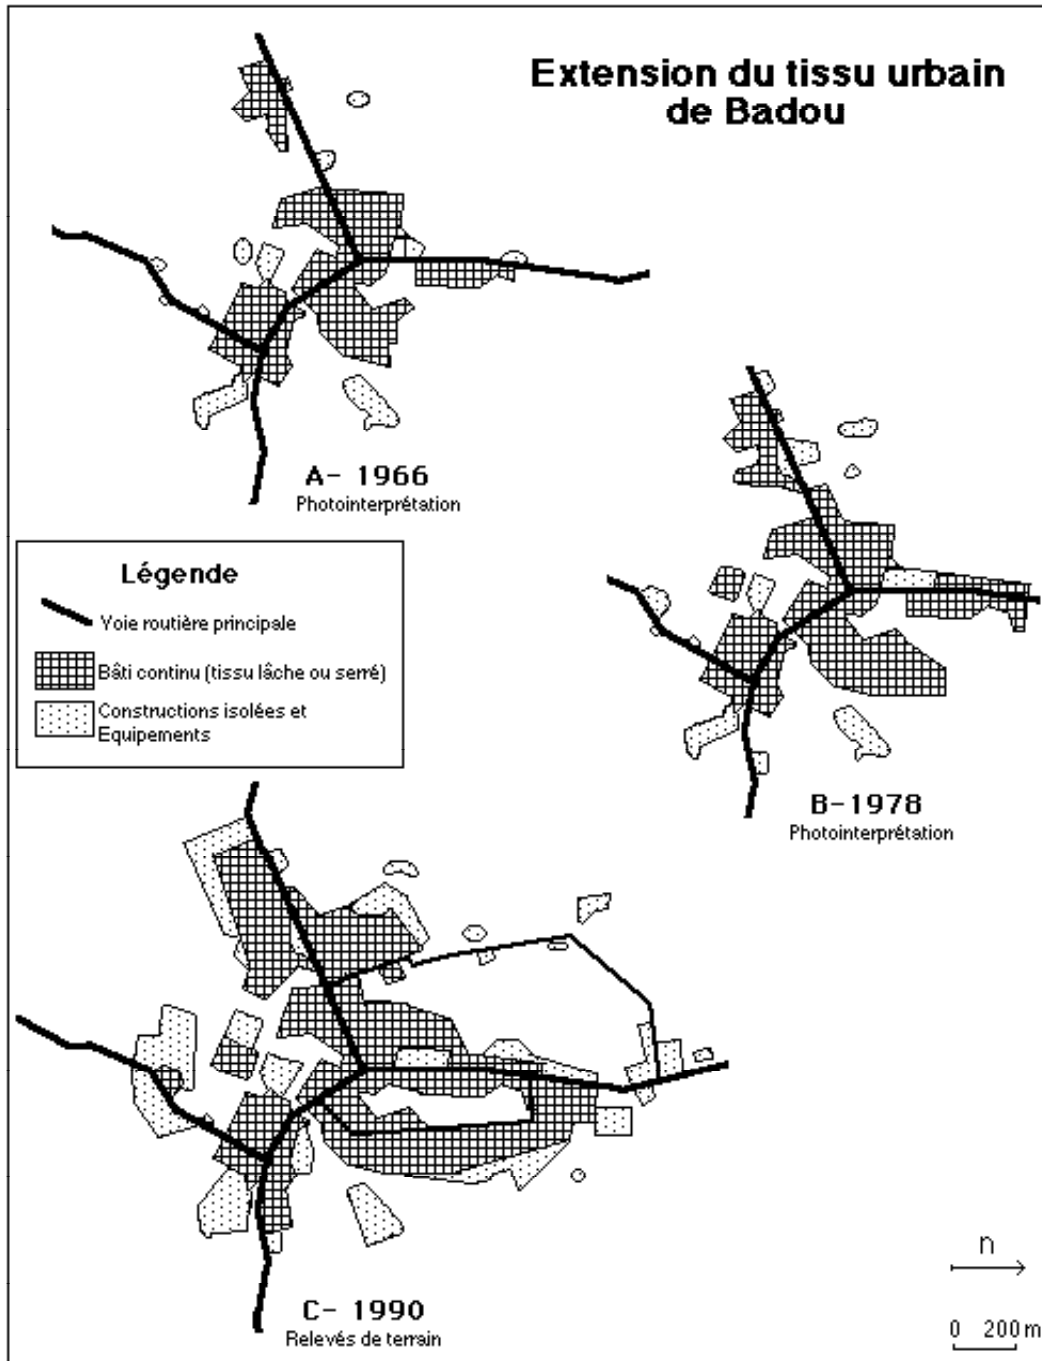 Extension du tissu urbain
de Badou
A- 1966
Photointerprétation
Légende
Voie routière principale
Bâti continu (tissu lâche ou serré)
Constructions isolées et
Equipements
B-1978
Photointerprétation
C- 1990
Relevés de terrain
n
0 200 m